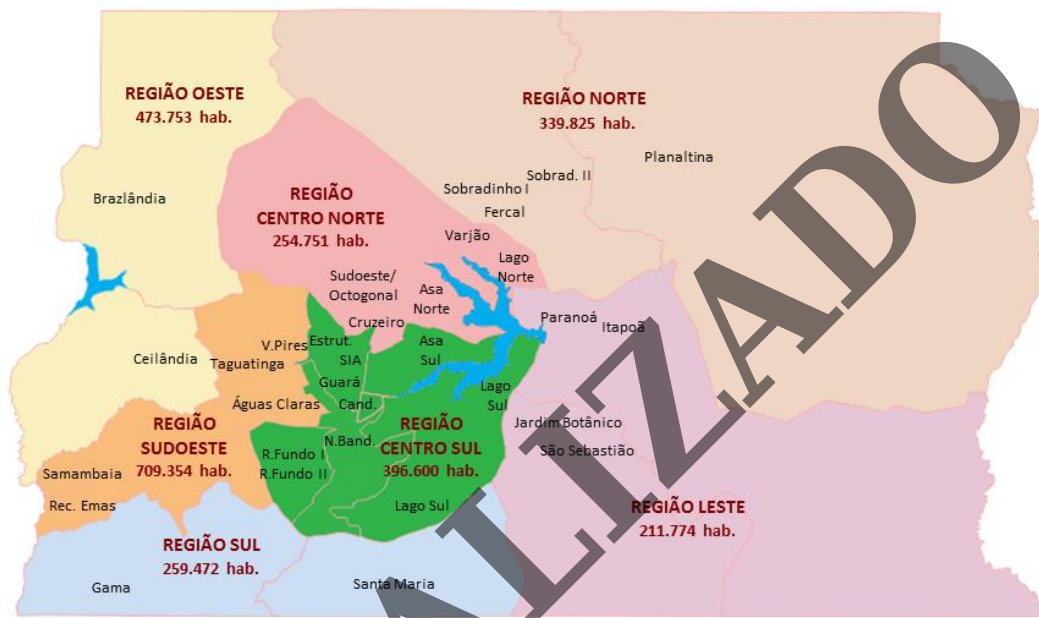 REGIÃO OESTE
473.753 hab.
REGIÃO NORTE
339.825 hab.
Planaltina
Sobrad. II
Sobradinho I
Fercal
Brazlândia
REGIÃO
CENTRO NORTE
254.751 hab.
Varjão
Lago
Norte
Sudoeste/
Octogonal
Asa
Norte
Cruzeiro
Paranoá
Itapoã
V.Pires
Estrut.
SIA
Asa
Sul
Ceilândia
Taguatinga
Guará
Lago
Sul
Águas Claras
Cand.
REGIÃO
SUDOESTE
709.354 hab.
N.Band.
REGIÃO
CENTRO SUL
396.600 hab.
Jardim Botânico
São Sebastião
R.Fundo I
R.Fundo II
Samambaia
Rec. Emas
Lago Sul
REGIÃO LESTE
211.774 hab.
REGIÃO SUL
259.472 hab.
Gama
Santa Maria
ALIZADO